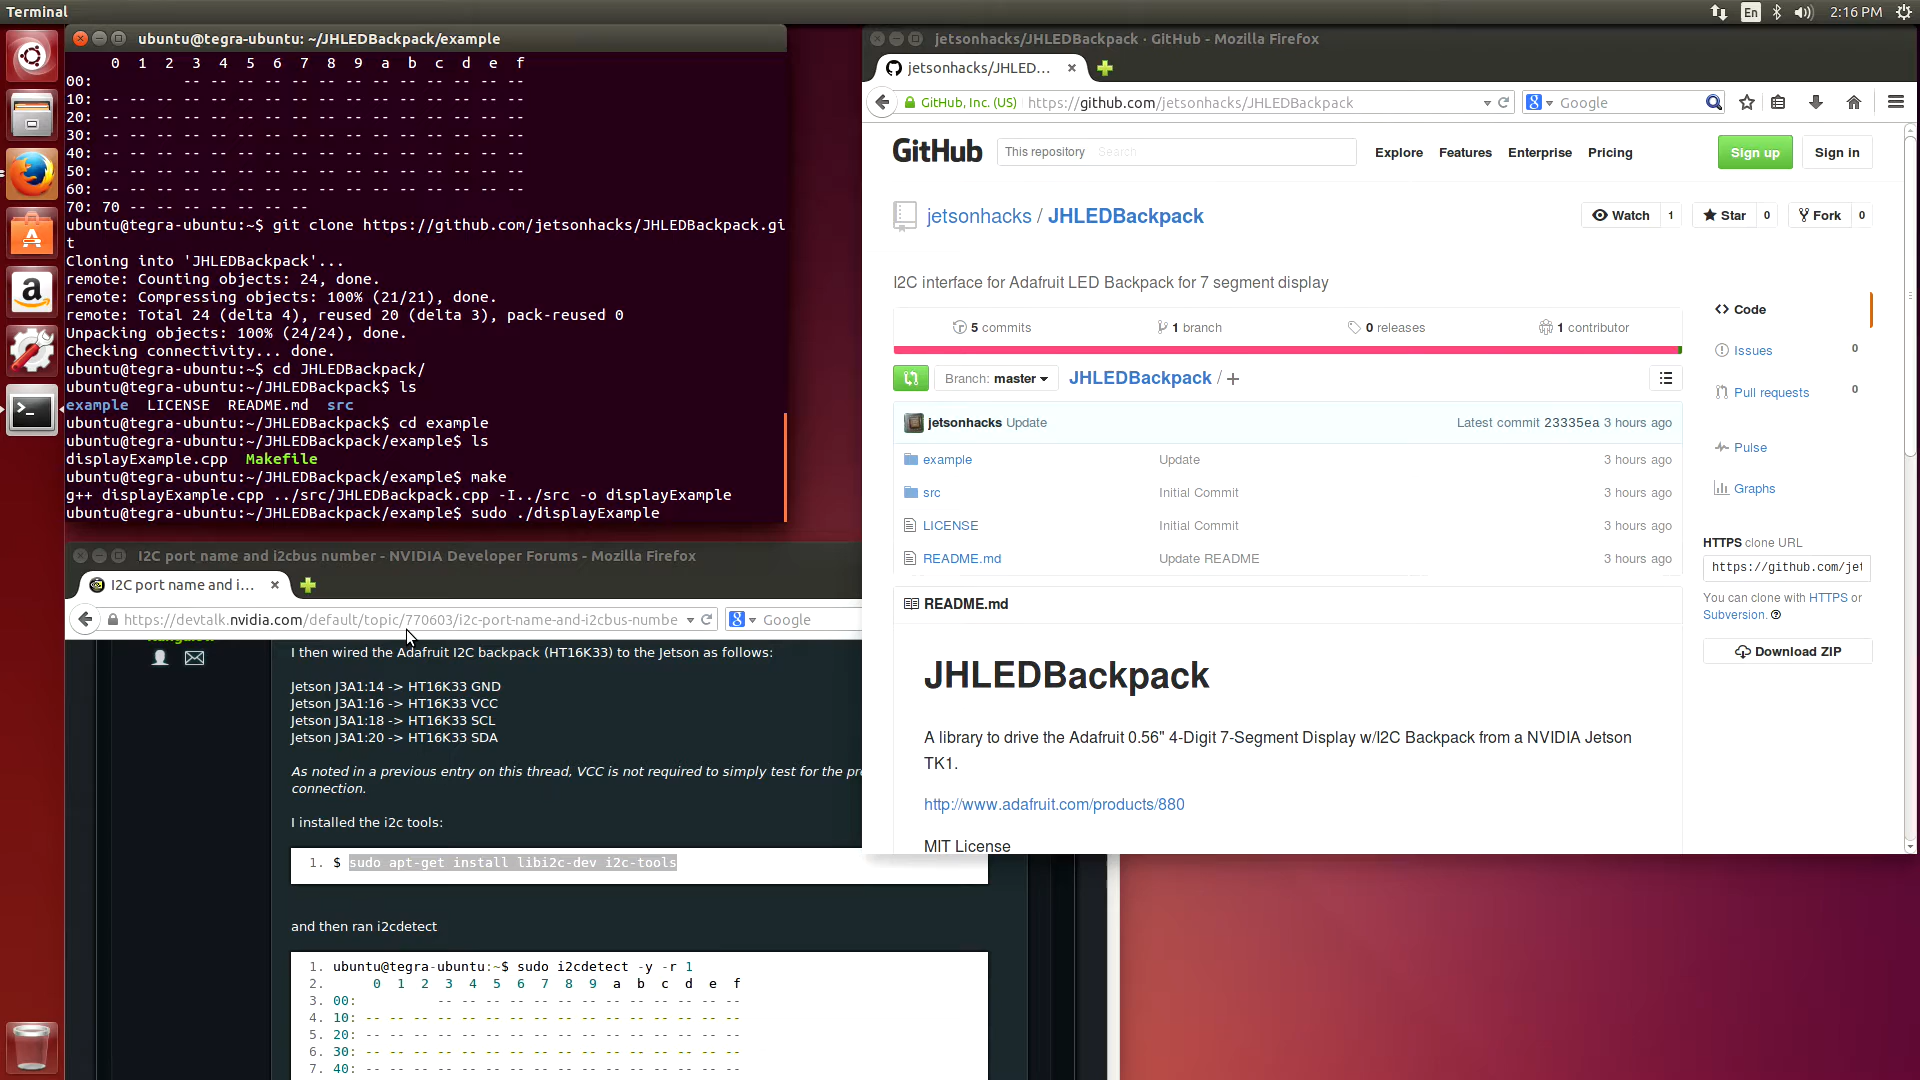 Terminal
En
2:16 PM
ubuntu@tegra-ubuntu: ~/JHLEDBackpack/example
0 1 2 3 4 5 6 7 8 9 a b c d e f
00: -- -- -- -- -- -- -- -- -- -- -- -- --
10: -- -- -- -- -- -- -- -- -- -- -- -- -- -- -- --
20: -- -- -- -- -- -- -- -- -- -- -- -- -- -- -- --
30: -- -- -- -- -- -- -- -- -- -- -- -- -- -- -- --
40: -- -- -- -- -- -- -- -- -- -- -- -- -- -- -- --
50: -- -- -- -- -- -- -- -- -- -- -- -- -- -- -- --
60: -- -- -- -- -- -- -- -- -- -- -- -- -- -- -- --
70: 70 -- -- -- -- -- -- --
ubuntu@tegra-ubuntu:~$ git clone https://github.com/jetsonhacks/JHLEDBackpack.gi
t
Cloning into 'JHLEDBackpack'...
remote: Counting objects: 24, done.
remote: Compressing objects: 100% (21/21), done.
remote: Total 24 (delta 4), reused 20 (delta 3), pack-reused 0
Unpacking objects: 100% (24/24), done.
Checking connectivity... done.
ubuntu@tegra-ubuntu:~$ cd JHLEDBackpack/
ubuntu@tegra-ubuntu:~/JHLEDBackpack$ ls
example LICENSE README.md src
ubuntu@tegra-ubuntu:~/JHLEDBackpack$ cd example
ubuntu@tegra-ubuntu:~/JHLEDBackpack/example$ ls
displayExample.cpp Makefile
ubuntu@tegra-ubuntu:~/JHLEDBackpack/example$ make
g++ displayExample.cpp ../src/JHLEDBackpack.cpp -I../src -o displayExample
ubuntu@tegra-ubuntu:~/JHLEDBackpack/example$ sudo ./displayExample
I2C port name and i2cbus number - NVIDIA Developer Forums - Mozilla Firefox
I2C port name and i...
https://devtalk.nvidia.com/default/topic/770603/i2c-port-name-and-i2cbus-numbe
Google
I then wired the Adafruit I2C backpack (HT16K33) to the Jetson as follows:
Jetson J3A1:14 -> HT16K33 GND
Jetson J3A1:16 -> HT16K33 VCC
Jetson J3A1:18 -> HT16K33 SCL
Jetson J3A1:20 -> HT16K33 SDA
As noted in a previous entry on this thread, VCC is not required to simply test for the pr
connection.
I installed the i2c tools:
1. $ sudo apt-get install libi2c-dev i2c-tools
and then ran i2cdetect
1. ubuntu@tegra-ubuntu:~$ sudo i2cdetect -y -r 1
2. 0 1 2 3 4 5 6 7 8 9 a b c d e f
3. 00: -- -- -- -- -- -- -- -- -- -- -- -- --
4. 10: -- -- -- -- -- -- -- -- -- -- -- -- -- -- -- --
5. 20: -- -- -- -- -- -- -- -- -- -- -- -- -- -- -- --
6. 30: -- -- -- -- -- -- -- -- -- -- -- -- -- -- -- --
7. 40: -- -- -- -- -- -- -- -- -- -- -- -- -- -- -- --
jetsonhacks/JHLEDBackpack · GitHub - Mozilla Firefox
jetsonhacks/JHLED...
GitHub, Inc. (US) https://github.com/jetsonhacks/JHLEDBackpack
Google
GitHub
This repository Search
Explore Features Enterprise Pricing
Sign up Sign in
jetsonhacks / JHLEDBackpack
Watch 1 Star 0 Fork 0
I2C interface for Adafruit LED Backpack for 7 segment display
5 commits 1 branch 0 releases 1 contributor
Branch: master JHLEDBackpack / +
jetsonhacks Update Latest commit 23335ea 3 hours ago
example Update 3 hours ago
src Initial Commit 3 hours ago
LICENSE Initial Commit 3 hours ago
README.md Update README 3 hours ago
README.md
JHLEDBackpack
A library to drive the Adafruit 0.56" 4-Digit 7-Segment Display w/I2C Backpack from a NVIDIA Jetson
TK1.
http://www.adafruit.com/products/880
MIT License
Code
Issues 0
Pull requests 0
Pulse
Graphs
HTTPS clone URL
https://github.com/jet
You can clone with HTTPS or
Subversion.
Download ZIP